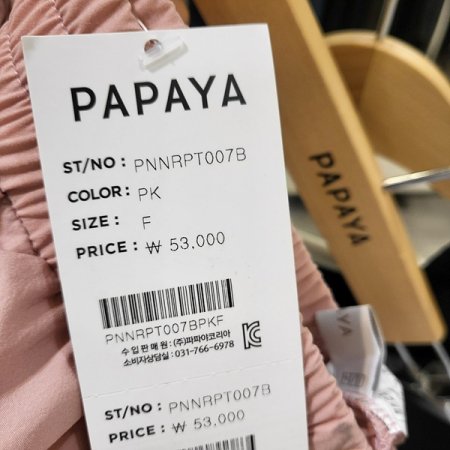 PAPAYA
ST/NO : PNNRPT007B
COLOR: PK
SIZE : F
PRICE : ₩ 53,000
PNNRPT007BPKF
수 입 판 매 원 : (주)파파야코리아
소비자상담실 : 031-766-6978
ST/NO : PNNRPT007B
PRICE : ₩ 53,000
PAPAYA